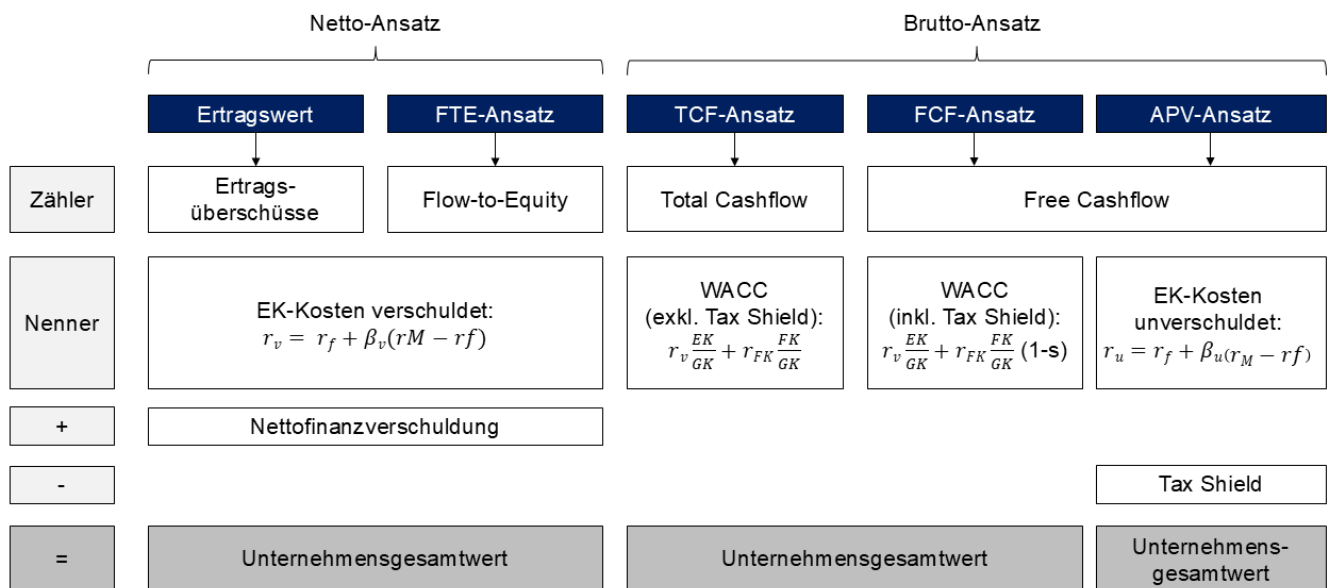 Netto-Ansatz
Brutto-Ansatz
Ertragswert
FTE-Ansatz
TCF-Ansatz
FCF-Ansatz
APV-Ansatz
Zähler
Ertrags-
überschüsse
Flow-to-Equity
Total Cashflow
Free Cashflow
Nenner
EK-Kosten verschuldet:
r_v = r_f + β_v(rM − rf)
WACC
(exkl. Tax Shield):
r_v EK/GK + r_FK FK/GK
WACC
(inkl. Tax Shield):
r_v EK/GK + r_FK FK/GK (1-s)
EK-Kosten
unverschuldet:
r_u = r_f + β_u(r_M − rf)
+
Nettofinanzverschuldung
-
Tax Shield
=
Unternehmensgesamtwert
Unternehmensgesamtwert
Unternehmens-
gesamtwert